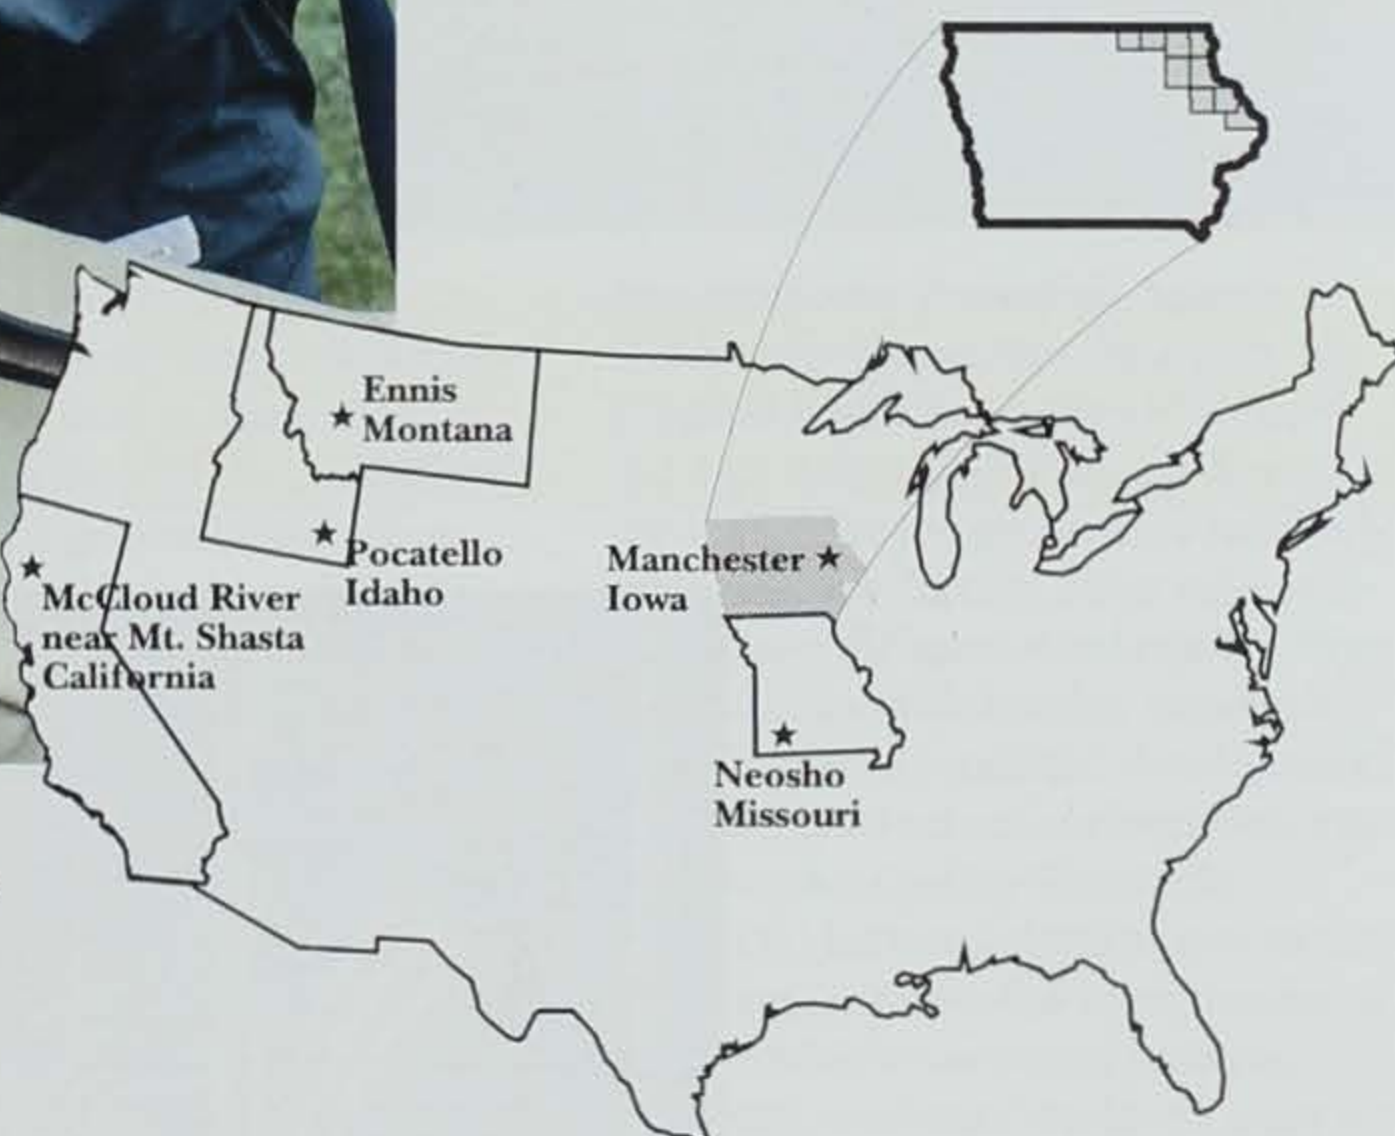 Ennis
Montana
Pocatello
Idaho
McCloud River
near Mt. Shasta
California
Manchester
Iowa
Neosho
Missouri